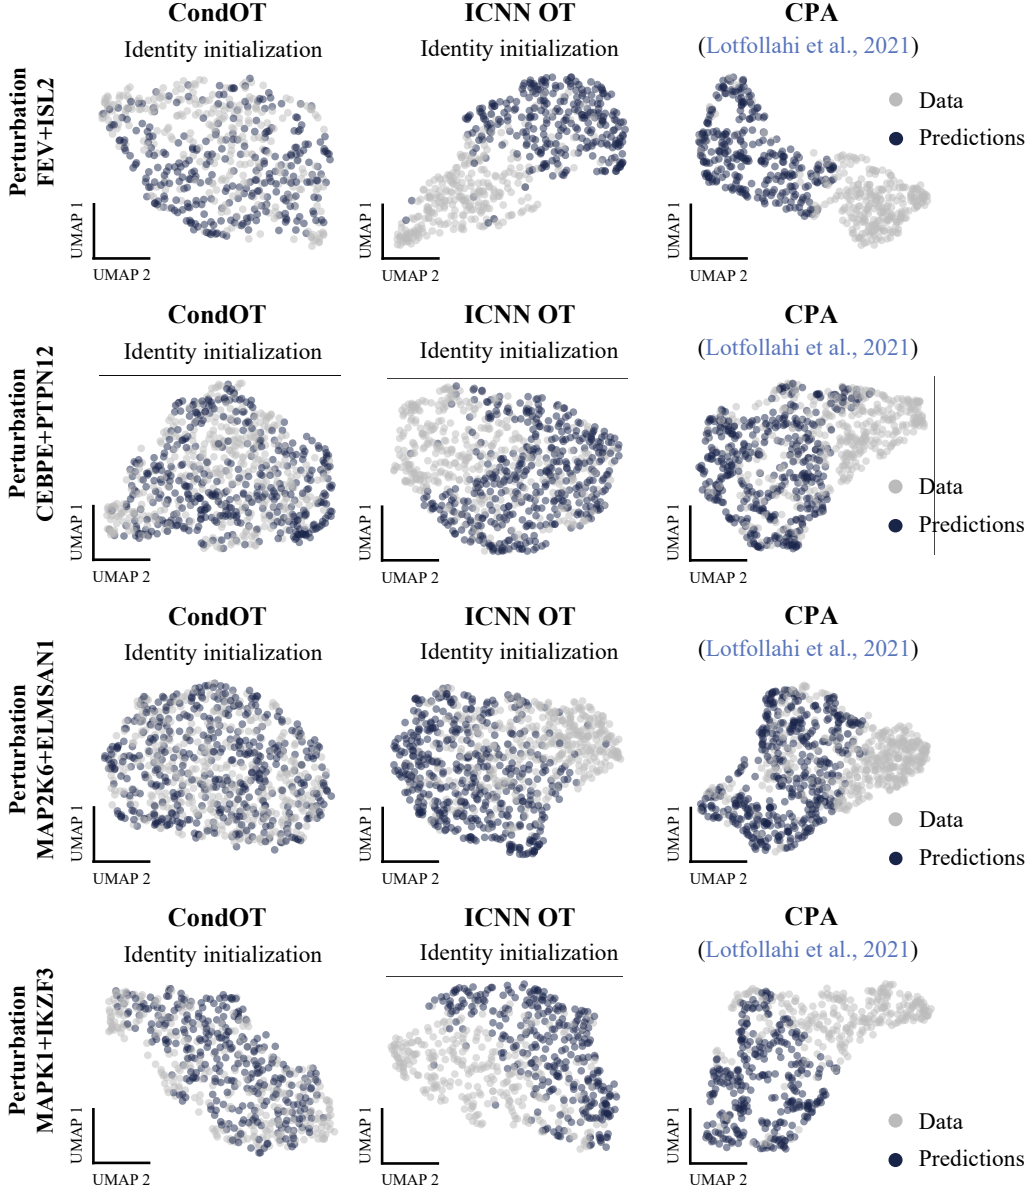 CondOT
Identity initialization
ICNN OT
Identity initialization
CPA
(Lotfollahi et al., 2021)
Perturbation
FEV+ISL2
Data
Predictions
UMAP 1
UMAP 2
UMAP 1
UMAP 2
UMAP 1
UMAP 2
CondOT
Identity initialization
ICNN OT
Identity initialization
CPA
(Lotfollahi et al., 2021)
Perturbation
CEBPE+PTPN12
Data
Predictions
UMAP 1
UMAP 2
UMAP 1
UMAP 2
UMAP 1
UMAP 2
CondOT
Identity initialization
ICNN OT
Identity initialization
CPA
(Lotfollahi et al., 2021)
Perturbation
MAP2K6+ELMSAN1
Data
Predictions
UMAP 1
UMAP 2
UMAP 1
UMAP 2
UMAP 1
UMAP 2
CondOT
Identity initialization
ICNN OT
Identity initialization
CPA
(Lotfollahi et al., 2021)
Perturbation
MAPK1+IKZF3
Data
Predictions
UMAP 1
UMAP 2
UMAP 1
UMAP 2
UMAP 1
UMAP 2